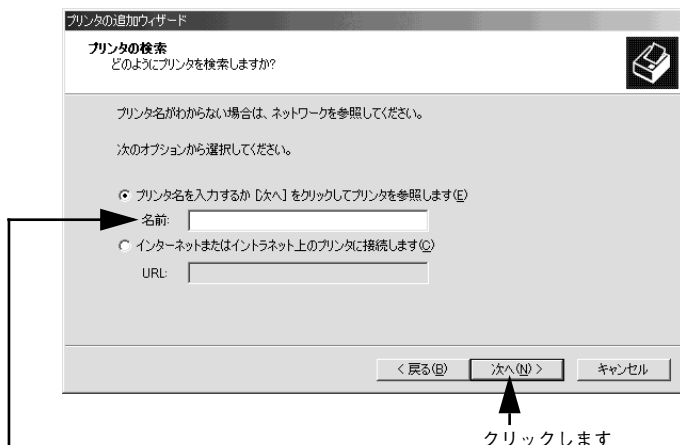 プリンタの追加ウィザード
プリンタの検索
どのようにプリンタを検索しますか?
プリンタ名がわからない場合は、ネットワークを参照してください。
次のオプションから選択してください。
プリンタ名を入力するか [次へ] をクリックしてプリンタを参照します(E)
名前:
インターネットまたはイントラネット上のプリンタに接続します(C)
URL:
< 戻る(B)
次へ(N) >
キャンセル
クリックします